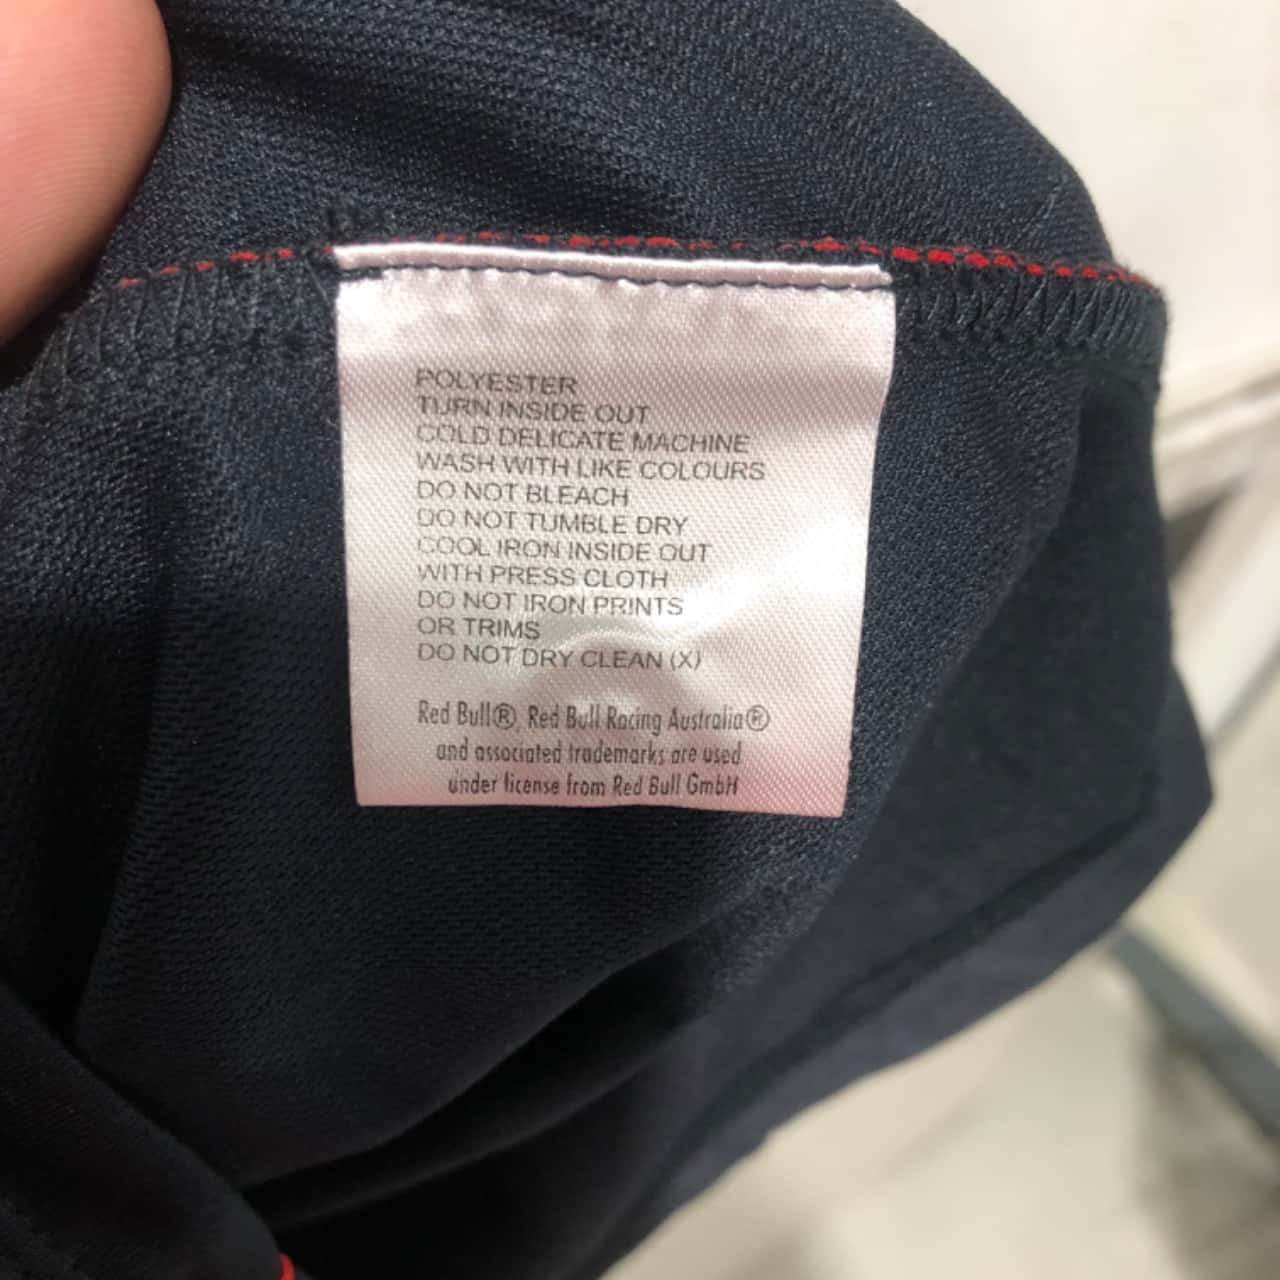 POLYESTER
TURN INSIDE OUT
COLD DELICATE MACHINE
WASH WITH LIKE COLOURS
DO NOT BLEACH
DO NOT TUMBLE DRY
COOL IRON INSIDE OUT
WITH PRESS CLOTH
DO NOT IRON PRINTS
OR TRIMS
DO NOT DRY CLEAN (X)
Red Bull®, Red Bull Racing Australia®
and associated trademarks are used
under license from Red Bull GmbH